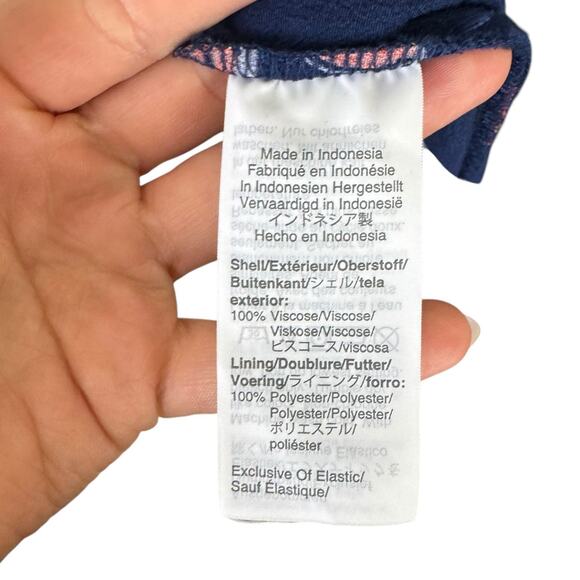 Made in Indonesia
Fabriqué en Indonésie
In Indonesien Hergestellt
Vervaardigd in Indonesië
インドネシア製
Hecho en Indonesia
Shell/Extérieur/Oberstoff/
Buitenkant/シェル/tela
exterior:
100% Viscose/Viscose/
Viskose/Viscose/
ビスコース/viscosa
Lining/Doublure/Futter/
Voering/ライニング/forro:
100% Polyester/Polyester/
Polyester/Polyester/
ポリエステル/
poliéster
Exclusive Of Elastic/
Sauf Élastique/